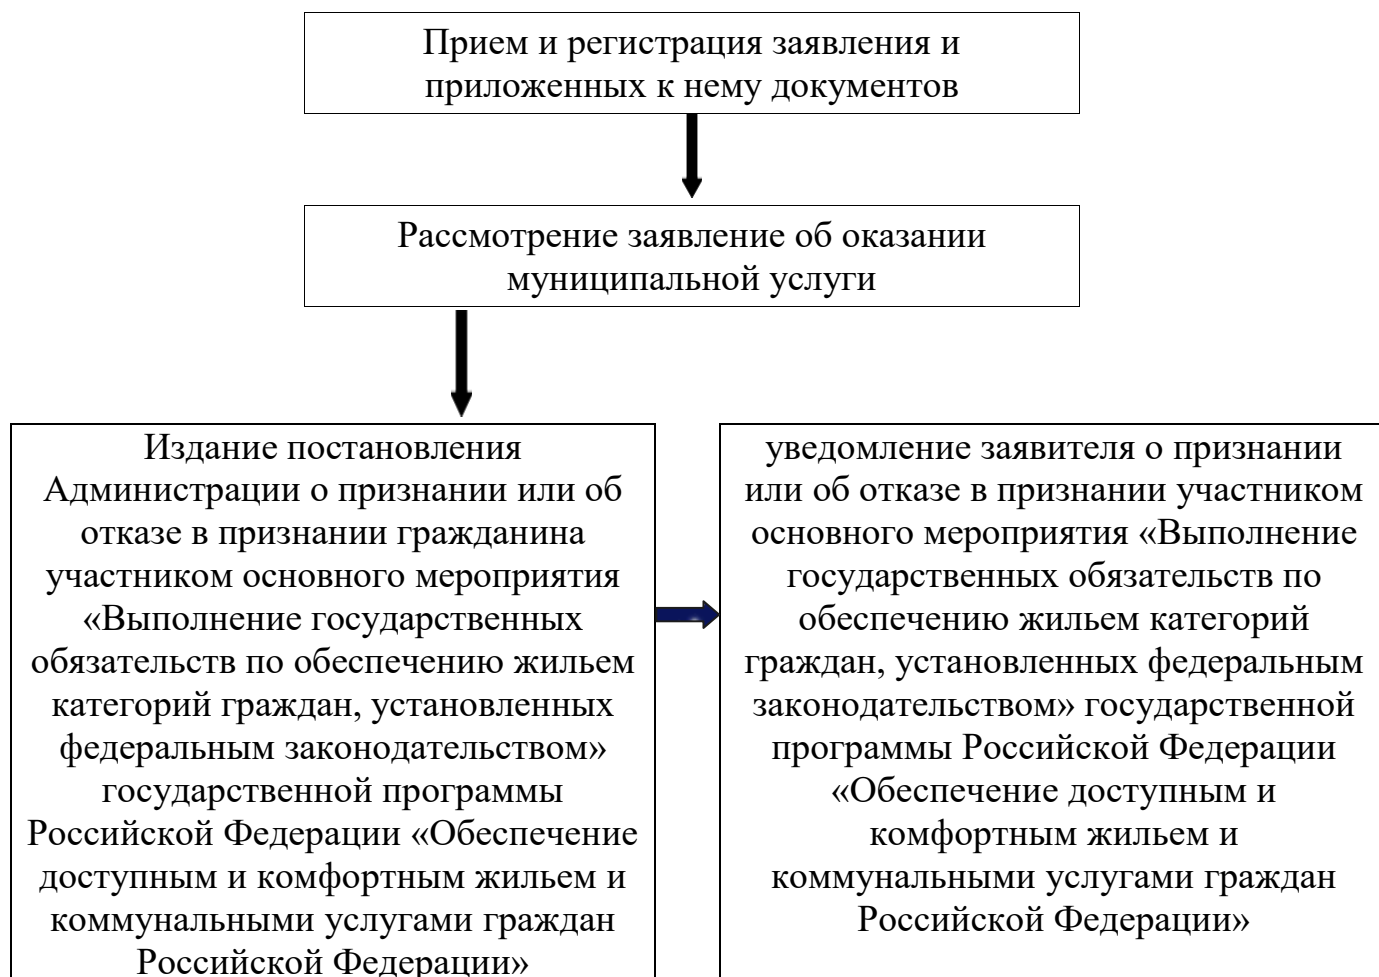 Прием и регистрация заявления и
приложенных к нему документов
Рассмотрение заявление об оказании
муниципальной услуги
Издание постановления
Администрации о признании или об
отказе в признании гражданина
участником основного мероприятия
«Выполнение государственных
обязательств по обеспечению жильем
категорий граждан, установленных
федеральным законодательством»
государственной программы
Российской Федерации «Обеспечение
доступным и комфортным жильем и
коммунальными услугами граждан
Российской Федерации»
уведомление заявителя о признании
или об отказе в признании участником
основного мероприятия «Выполнение
государственных обязательств по
обеспечению жильем категорий
граждан, установленных федеральным
законодательством» государственной
программы Российской Федерации
«Обеспечение доступным и
комфортным жильем и
коммунальными услугами граждан
Российской Федерации»